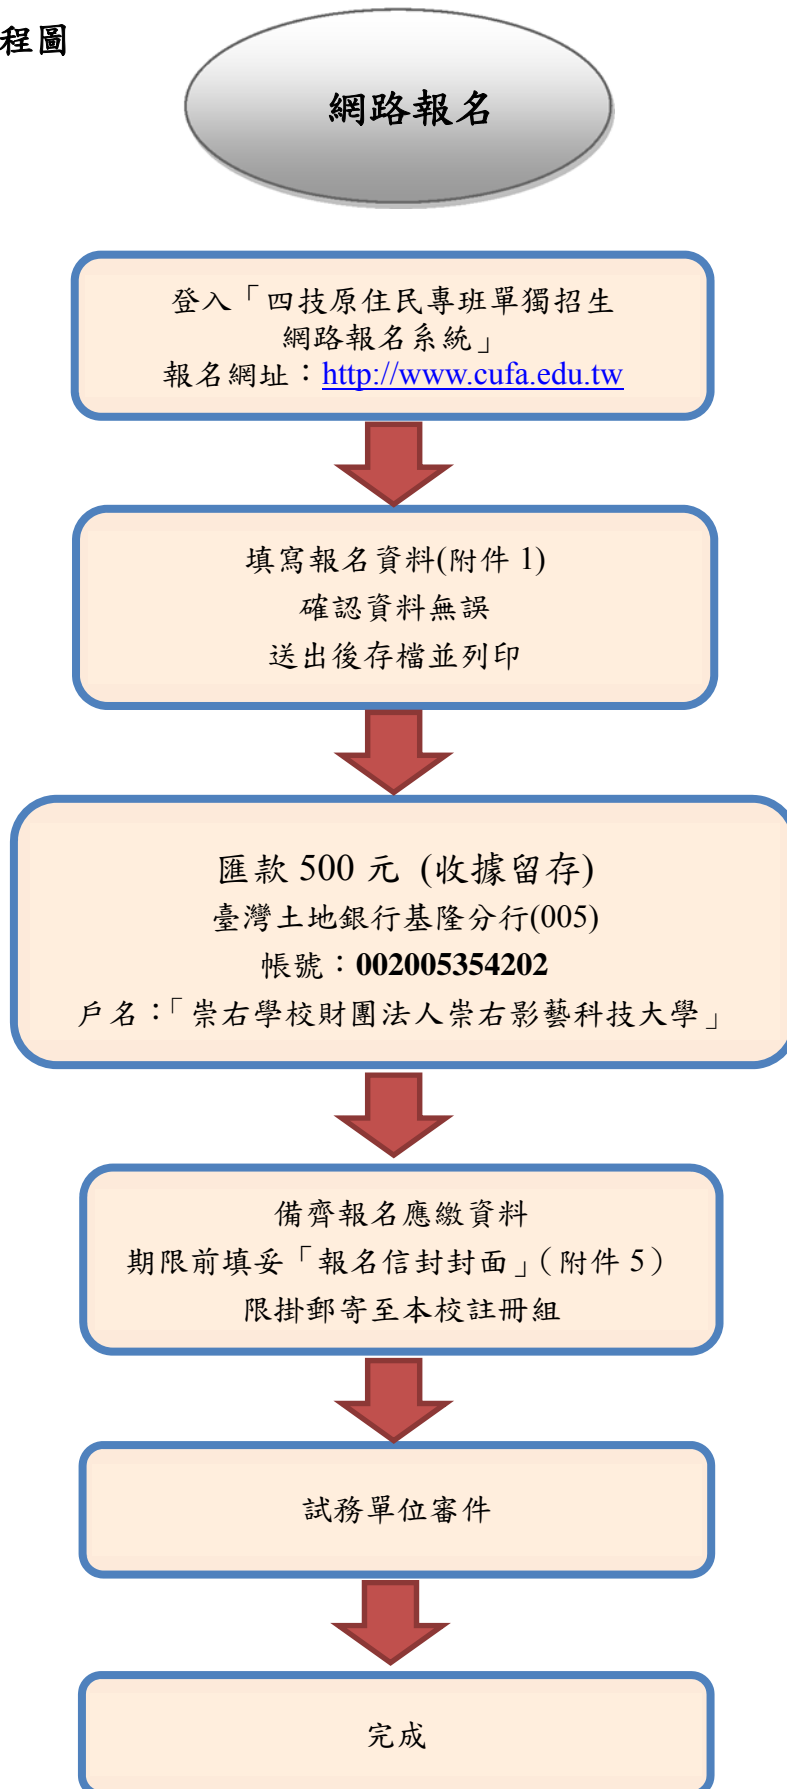 程圖
網路報名
登入「四技原住民專班單獨招生
網路報名系統」
報名網址：http://www.cufa.edu.tw
填寫報名資料(附件 1)
確認資料無誤
送出後存檔並列印
匯款 500 元 (收據留存)
臺灣土地銀行基隆分行(005)
帳號：002005354202
戶名：「崇右學校財團法人崇右影藝科技大學」
備齊報名應繳資料
期限前填妥「報名信封封面」（附件 5）
限掛郵寄至本校註冊組
試務單位審件
完成